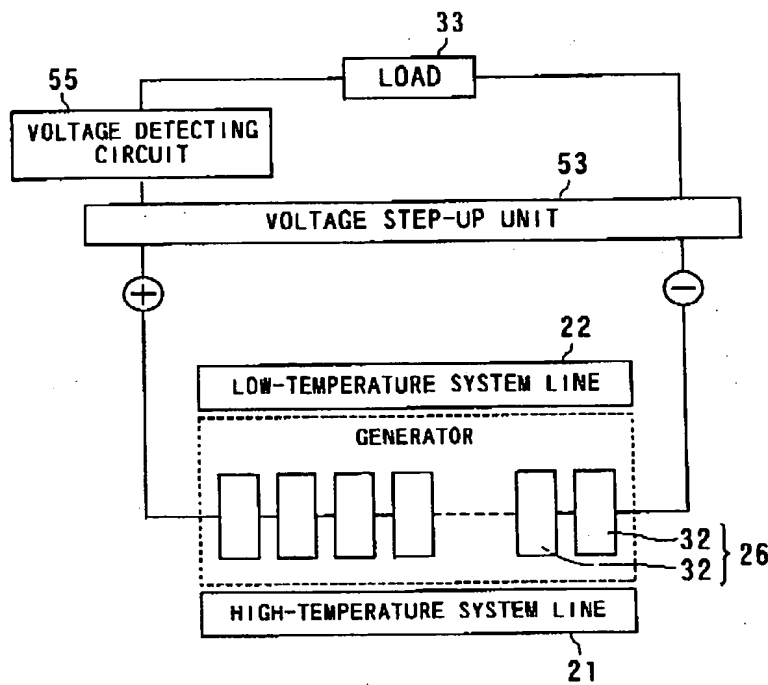 33
LOAD
55
VOLTAGE DETECTING
CIRCUIT
53
VOLTAGE STEP-UP UNIT
+
−
22
LOW-TEMPERATURE SYSTEM LINE
GENERATOR
32
32
26
HIGH-TEMPERATURE SYSTEM LINE
21